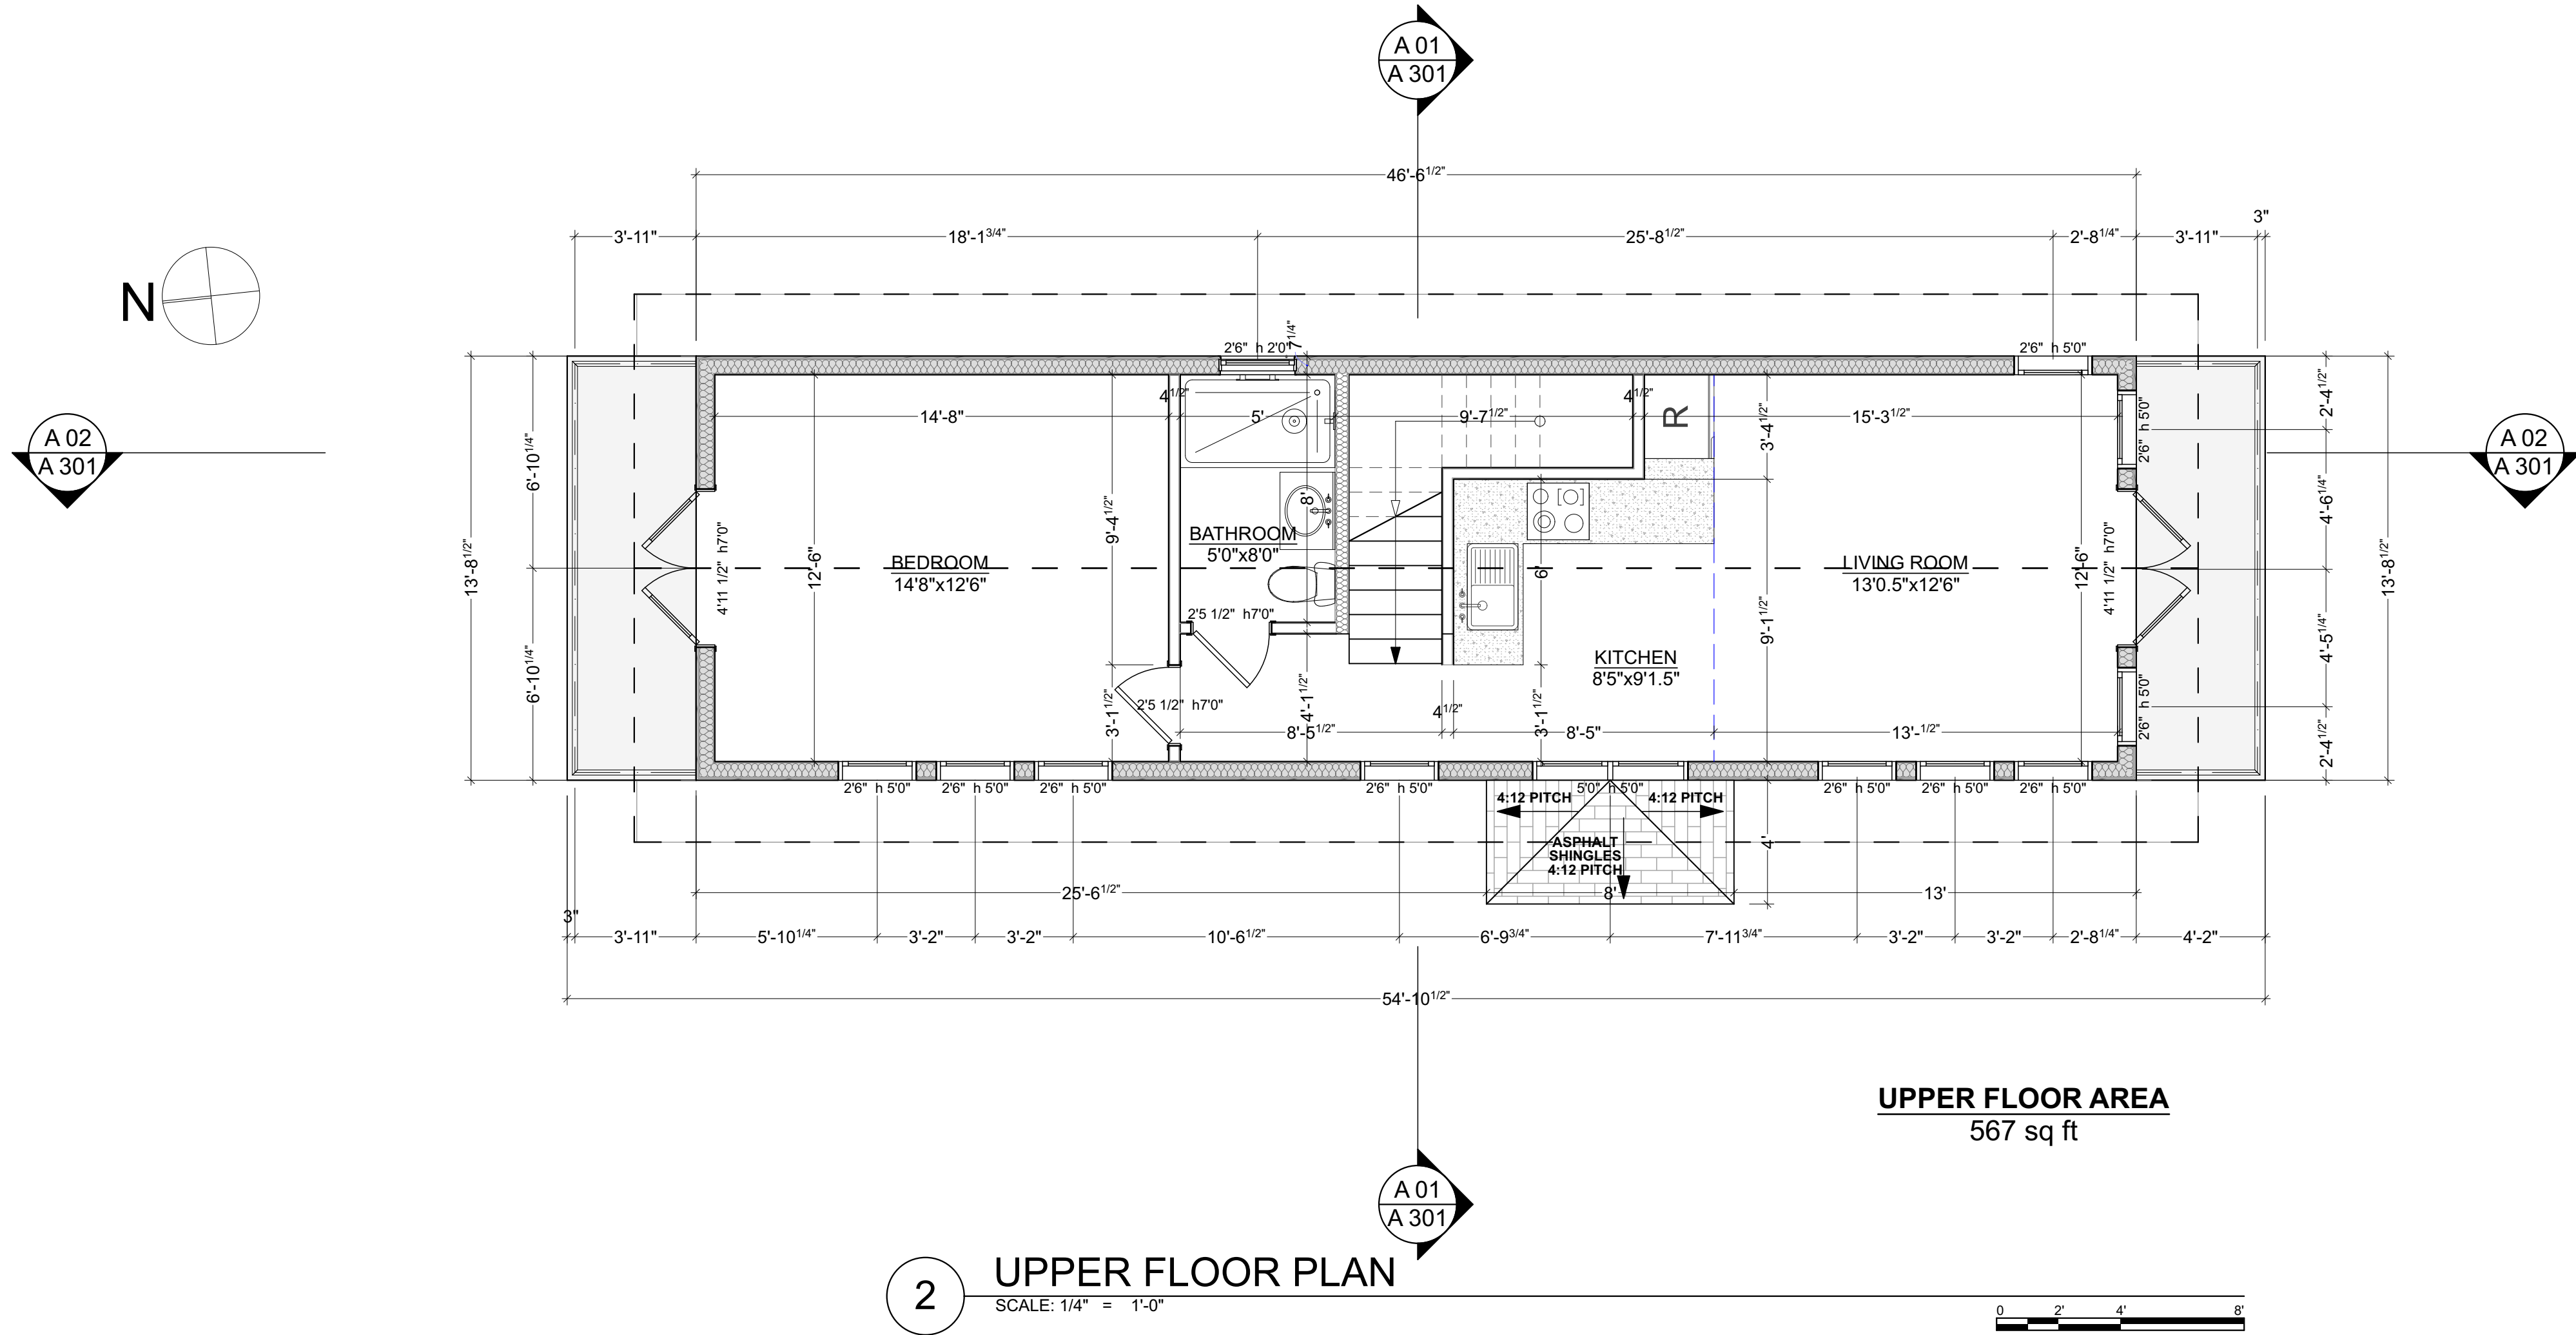 A 01
A 301
46'-6 1/2"
3"
3'-11"
18'-1 3/4"
25'-8 1/2"
2'-8 1/4"
3'-11"
N
7 1/4"
2'6" h 2'0"
2'6" h 5'0"
4 1/2"
4 1/2"
14'-8"
5'
9'-7 1/2"
R
3'-4 1/2"
15'-3 1/2"
2'6" h 5'0"
2'-4 1/2"
A 02
A 301
A 02
A 301
6'-10 1/4"
8'
9'-4 1/2"
4'-6 1/4"
13'-8 1/2"
4'11 1/2" h7'0"
12'-6"
BEDROOM
14'8"x12'6"
BATHROOM
5'0"x8'0"
6'
LIVING ROOM
13'0.5"x12'6"
12'-6"
4'11 1/2" h7'0"
13'-8 1/2"
2'5 1/2" h7'0"
9'-1 1/2"
4'-5 1/4"
KITCHEN
8'5"x9'1.5"
6'-10 1/4"
3'-1 1/2"
2'5 1/2" h7'0"
4'-1 1/2"
4 1/2"
3'-1 1/2"
2'6" h 5'0"
8'-5 1/2"
8'-5"
13'- 1/2"
2'-4 1/2"
2'6" h 5'0"
2'6" h 5'0"
2'6" h 5'0"
2'6" h 5'0"
5'0" h 5'0"
2'6" h 5'0"
2'6" h 5'0"
2'6" h 5'0"
4:12 PITCH
4:12 PITCH
4'
ASPHALT
SHINGLES
4:12 PITCH
25'-6 1/2"
8'
13'
3"
3'-11"
5'-10 1/4"
3'-2"
3'-2"
10'-6 1/2"
6'-9 3/4"
7'-11 3/4"
3'-2"
3'-2"
2'-8 1/4"
4'-2"
54'-10 1/2"
UPPER FLOOR AREA
567 sq ft
A 01
A 301
2
UPPER FLOOR PLAN
SCALE: 1/4" = 1'-0"
0 2' 4' 8'